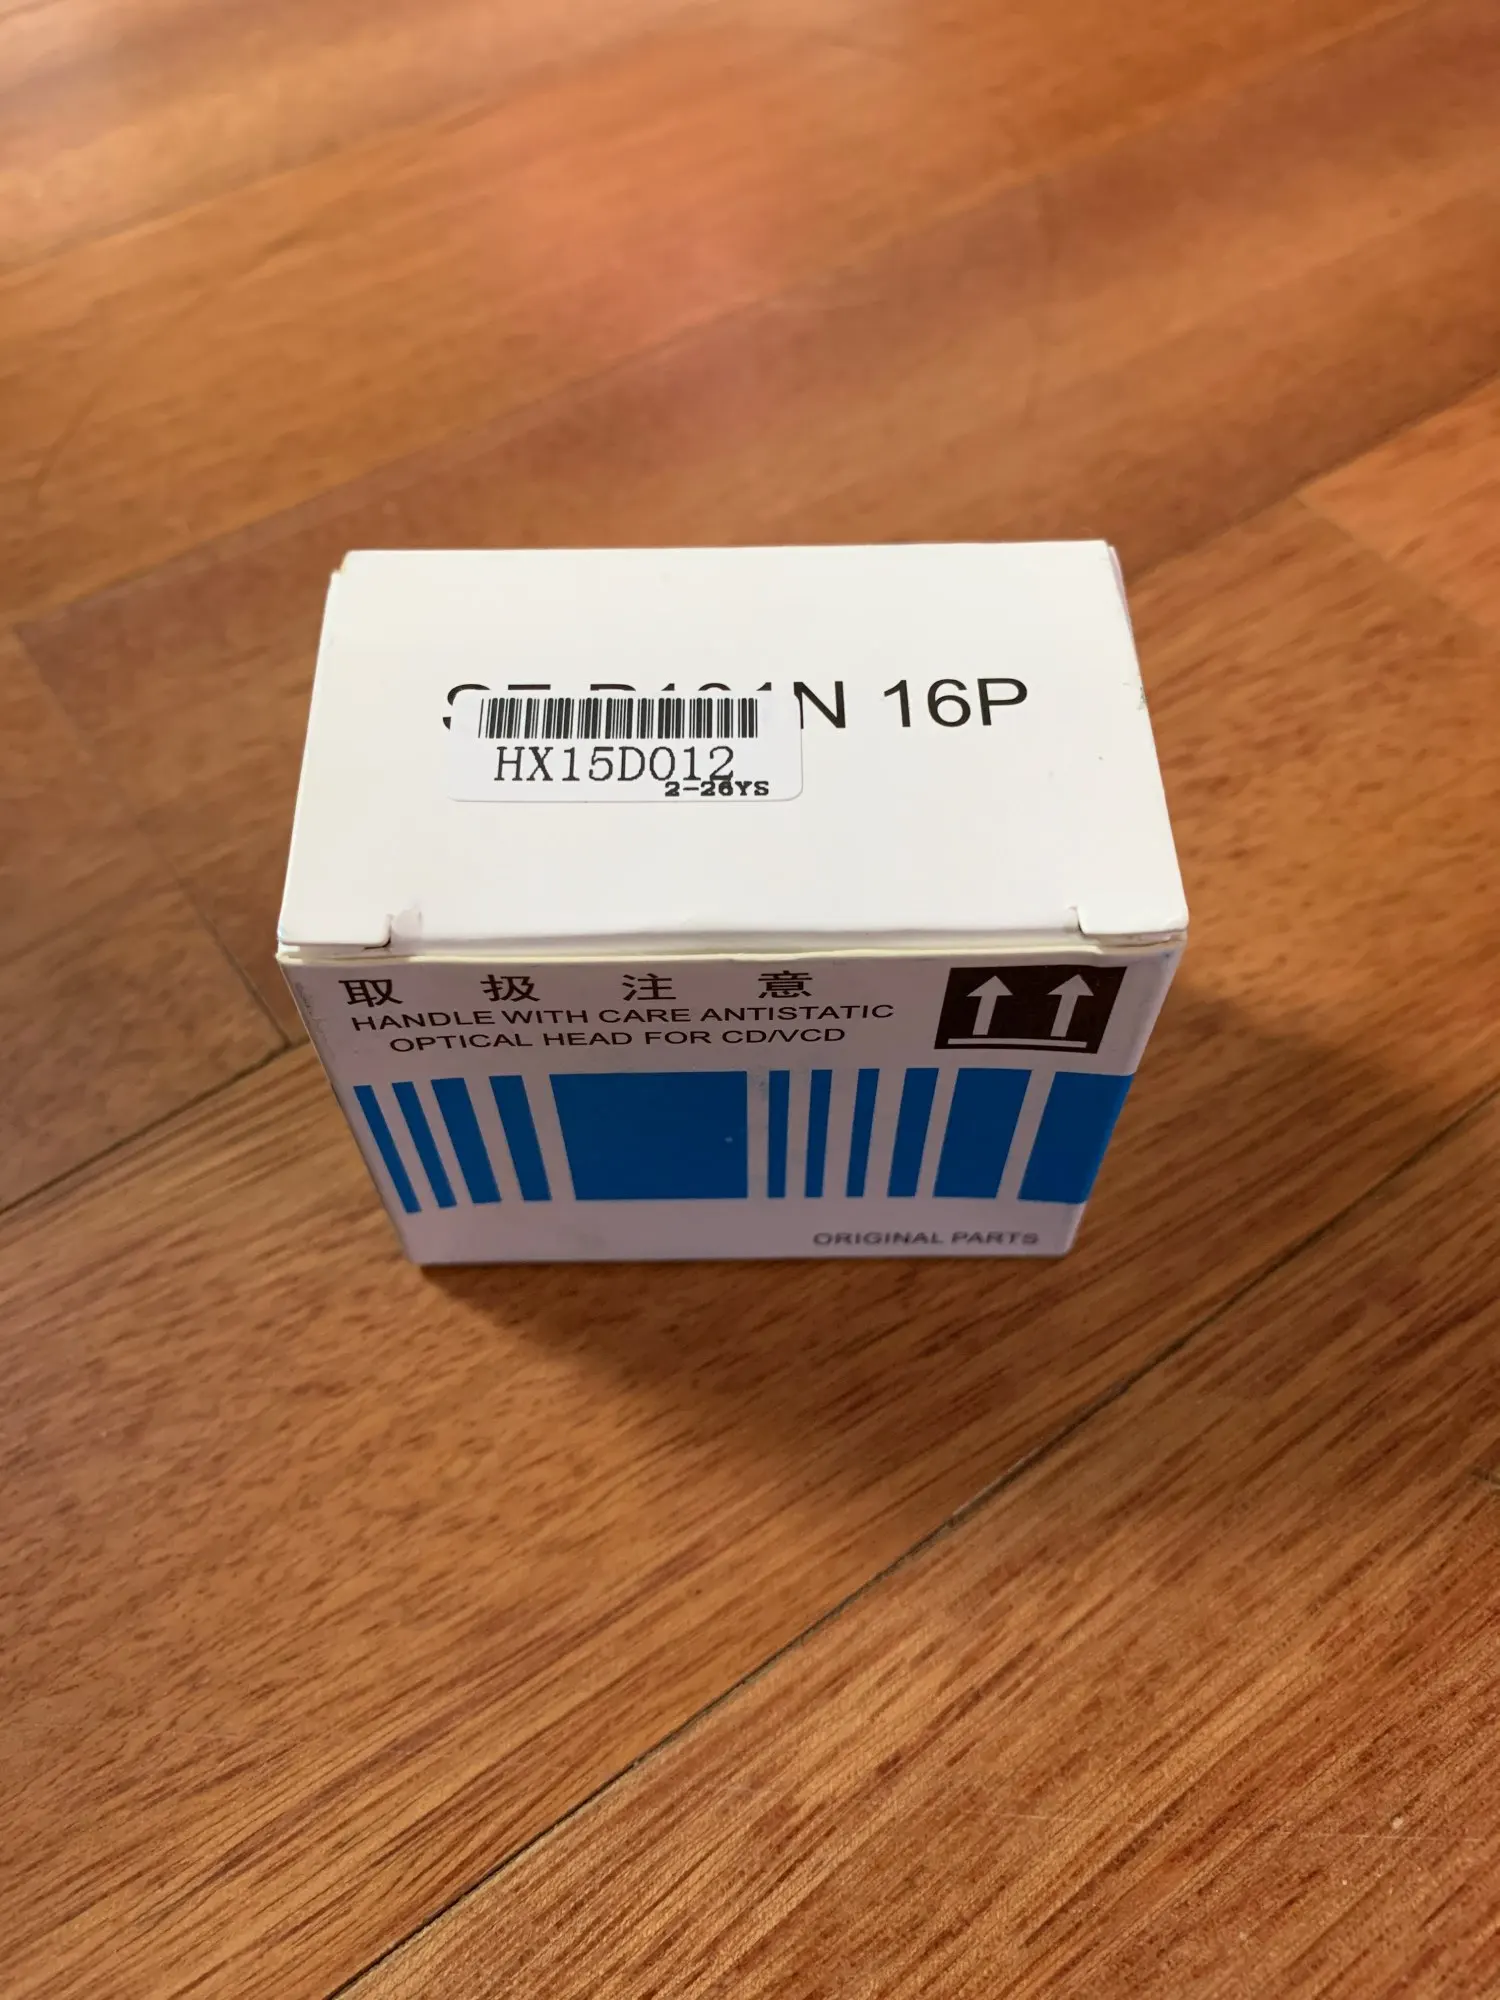 N 16P
HX15D012
2-26YS
取扱注意
HANDLE WITH CARE ANTISTATIC
OPTICAL HEAD FOR CD/VCD
ORIGINAL PARTS